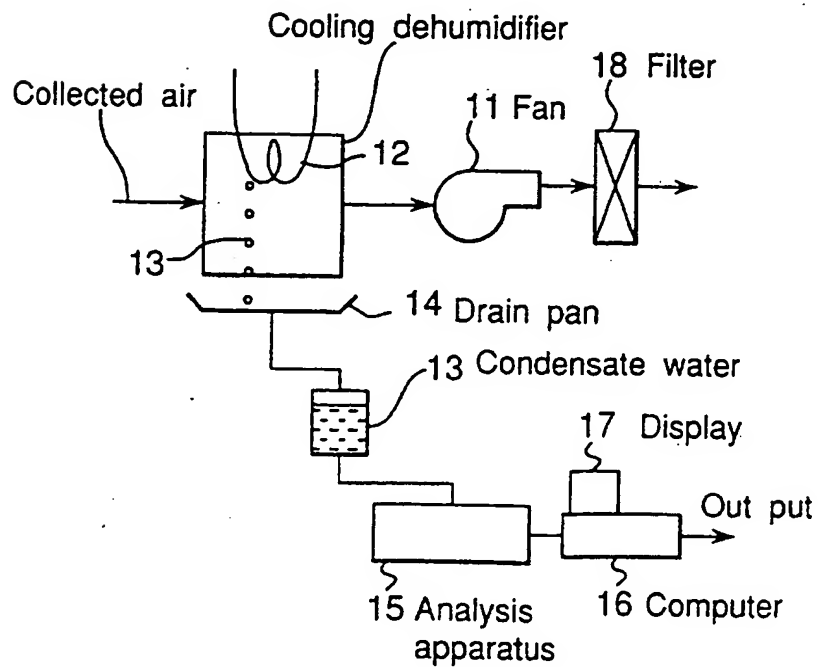 Cooling dehumidifier
18 Filter
Collected air
11 Fan
12
13
14 Drain pan
13 Condensate water
17 Display
Out put
15 Analysis
apparatus
16 Computer